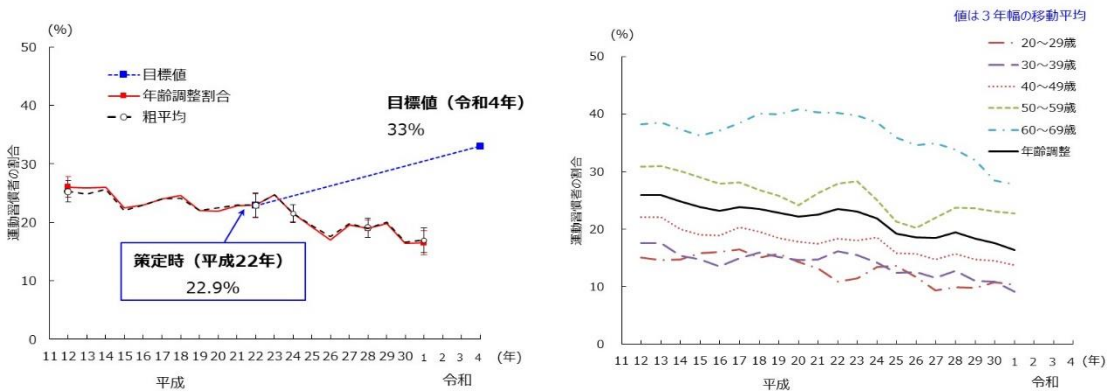 (%)
50
40
30
20
10
0
運動習慣者の割合
目標値
年齢調整割合
粗平均
目標値（令和4年）
33%
策定時（平成22年）
22.9%
11 12 13 14 15 16 17 18 19 20 21 22 23 24 25 26 27 28 29 30 1 2 3 4 (年)
平成 令和
値は３年幅の移動平均
(%)
50
40
30
20
10
0
運動習慣者の割合
20～29歳
30～39歳
40～49歳
50～59歳
60～69歳
年齢調整
11 12 13 14 15 16 17 18 19 20 21 22 23 24 25 26 27 28 29 30 1 2 3 4 (年)
平成 令和